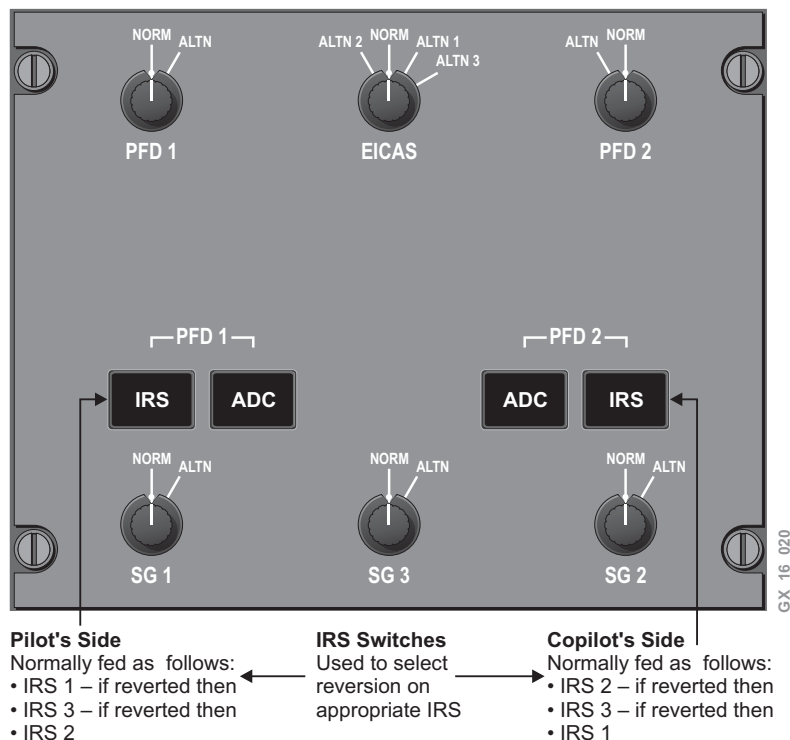 NORM ALTN
PFD 1
ALTN 2 NORM ALTN 1
ALTN 3
EICAS
ALTN NORM
PFD 2
PFD 1
IRS ADC
PFD 2
ADC IRS
NORM ALTN
SG 1
NORM ALTN
SG 3
NORM ALTN
SG 2
GX 16 020
Pilot's Side
Normally fed as follows:
• IRS 1 – if reverted then
• IRS 3 – if reverted then
• IRS 2
IRS Switches
Used to select
reversion on
appropriate IRS
Copilot's Side
Normally fed as follows:
• IRS 2 – if reverted then
• IRS 3 – if reverted then
• IRS 1